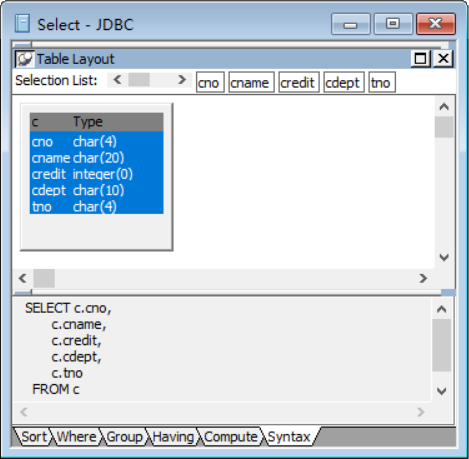 Select - JDBC
Table Layout
Selection List: cno cname credit cdept tno
c Type
cno char(4)
cname char(20)
credit integer(0)
cdept char(10)
tno char(4)
SELECT c.cno,
c.cname,
c.credit,
c.cdept,
c.tno
FROM c
Sort Where Group Having Compute Syntax